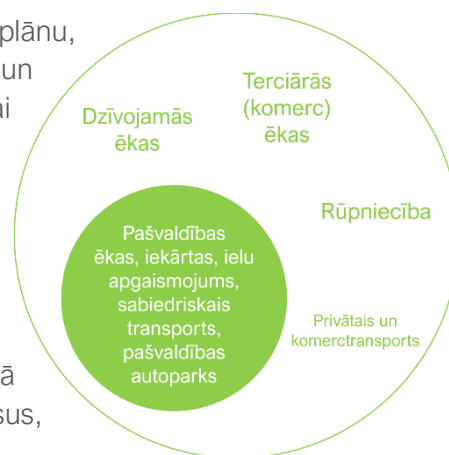 plānu,
un
ai
Terciārās
(komerc)
ēkas
Dzīvojamās
ēkas
Rūpniecība
Pašvaldības
ēkas, iekārtas, ielu
apgaismojums,
sabiedriskais
transports,
pašvaldības
autoparks
Privātais un
komerctransports
ā
sus,